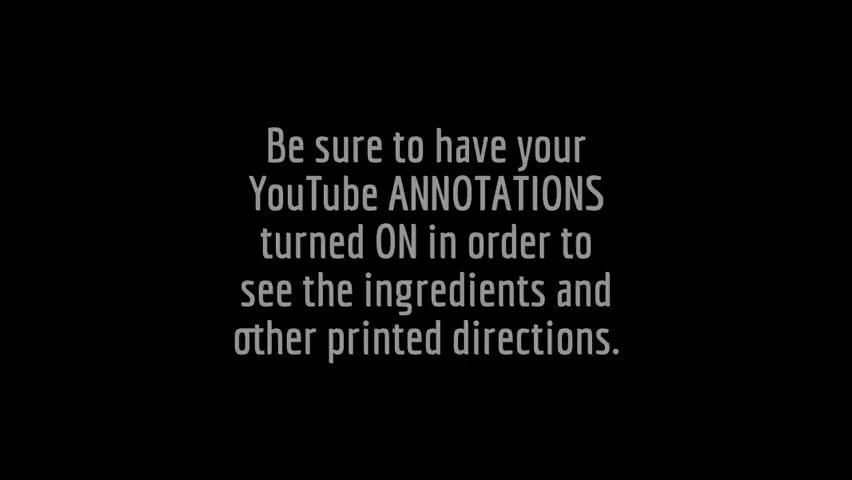 Be sure to have your
YouTube ANNOTATIONS
turned ON in order to
see the ingredients and
other printed directions.